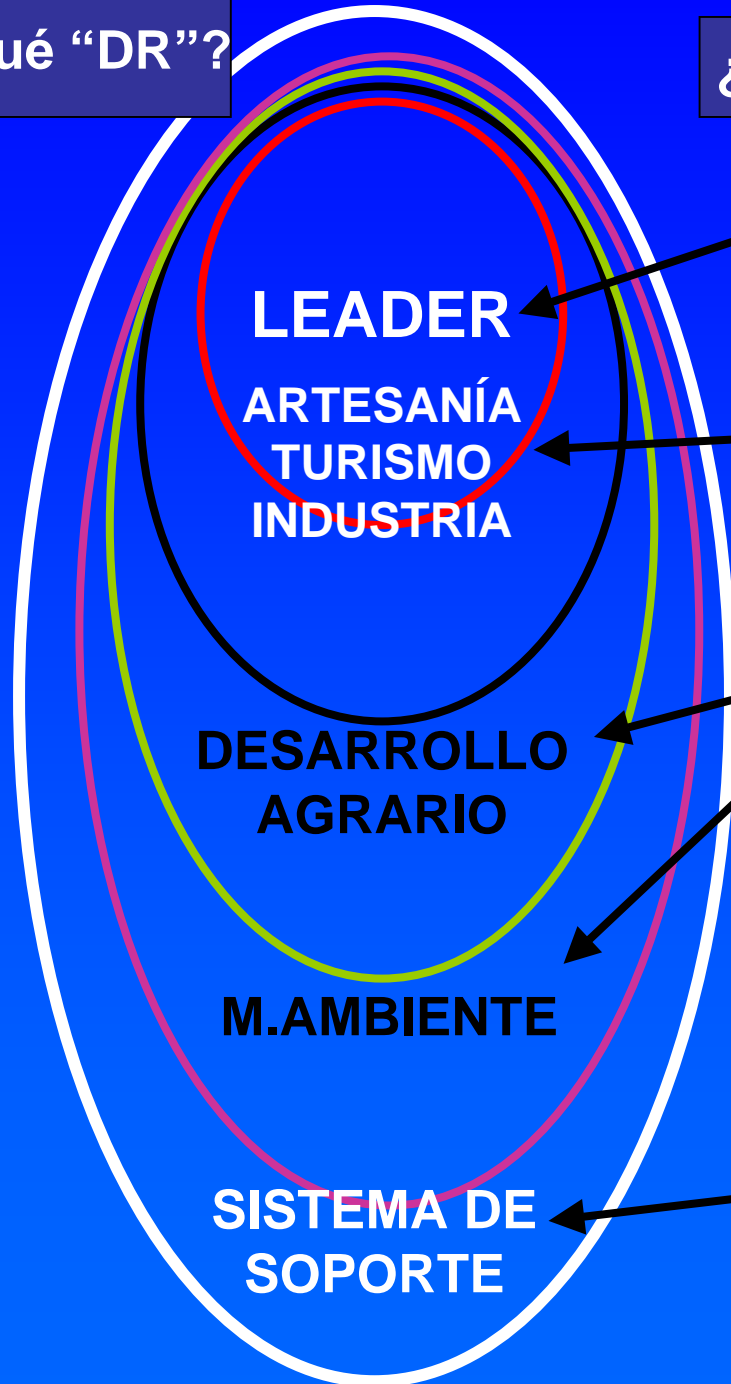 ué “DR”?
¿
LEADER
ARTESANÍA
TURISMO
INDUSTRIA
DESARROLLO
AGRARIO
M.AMBIENTE
SISTEMA DE
SOPORTE